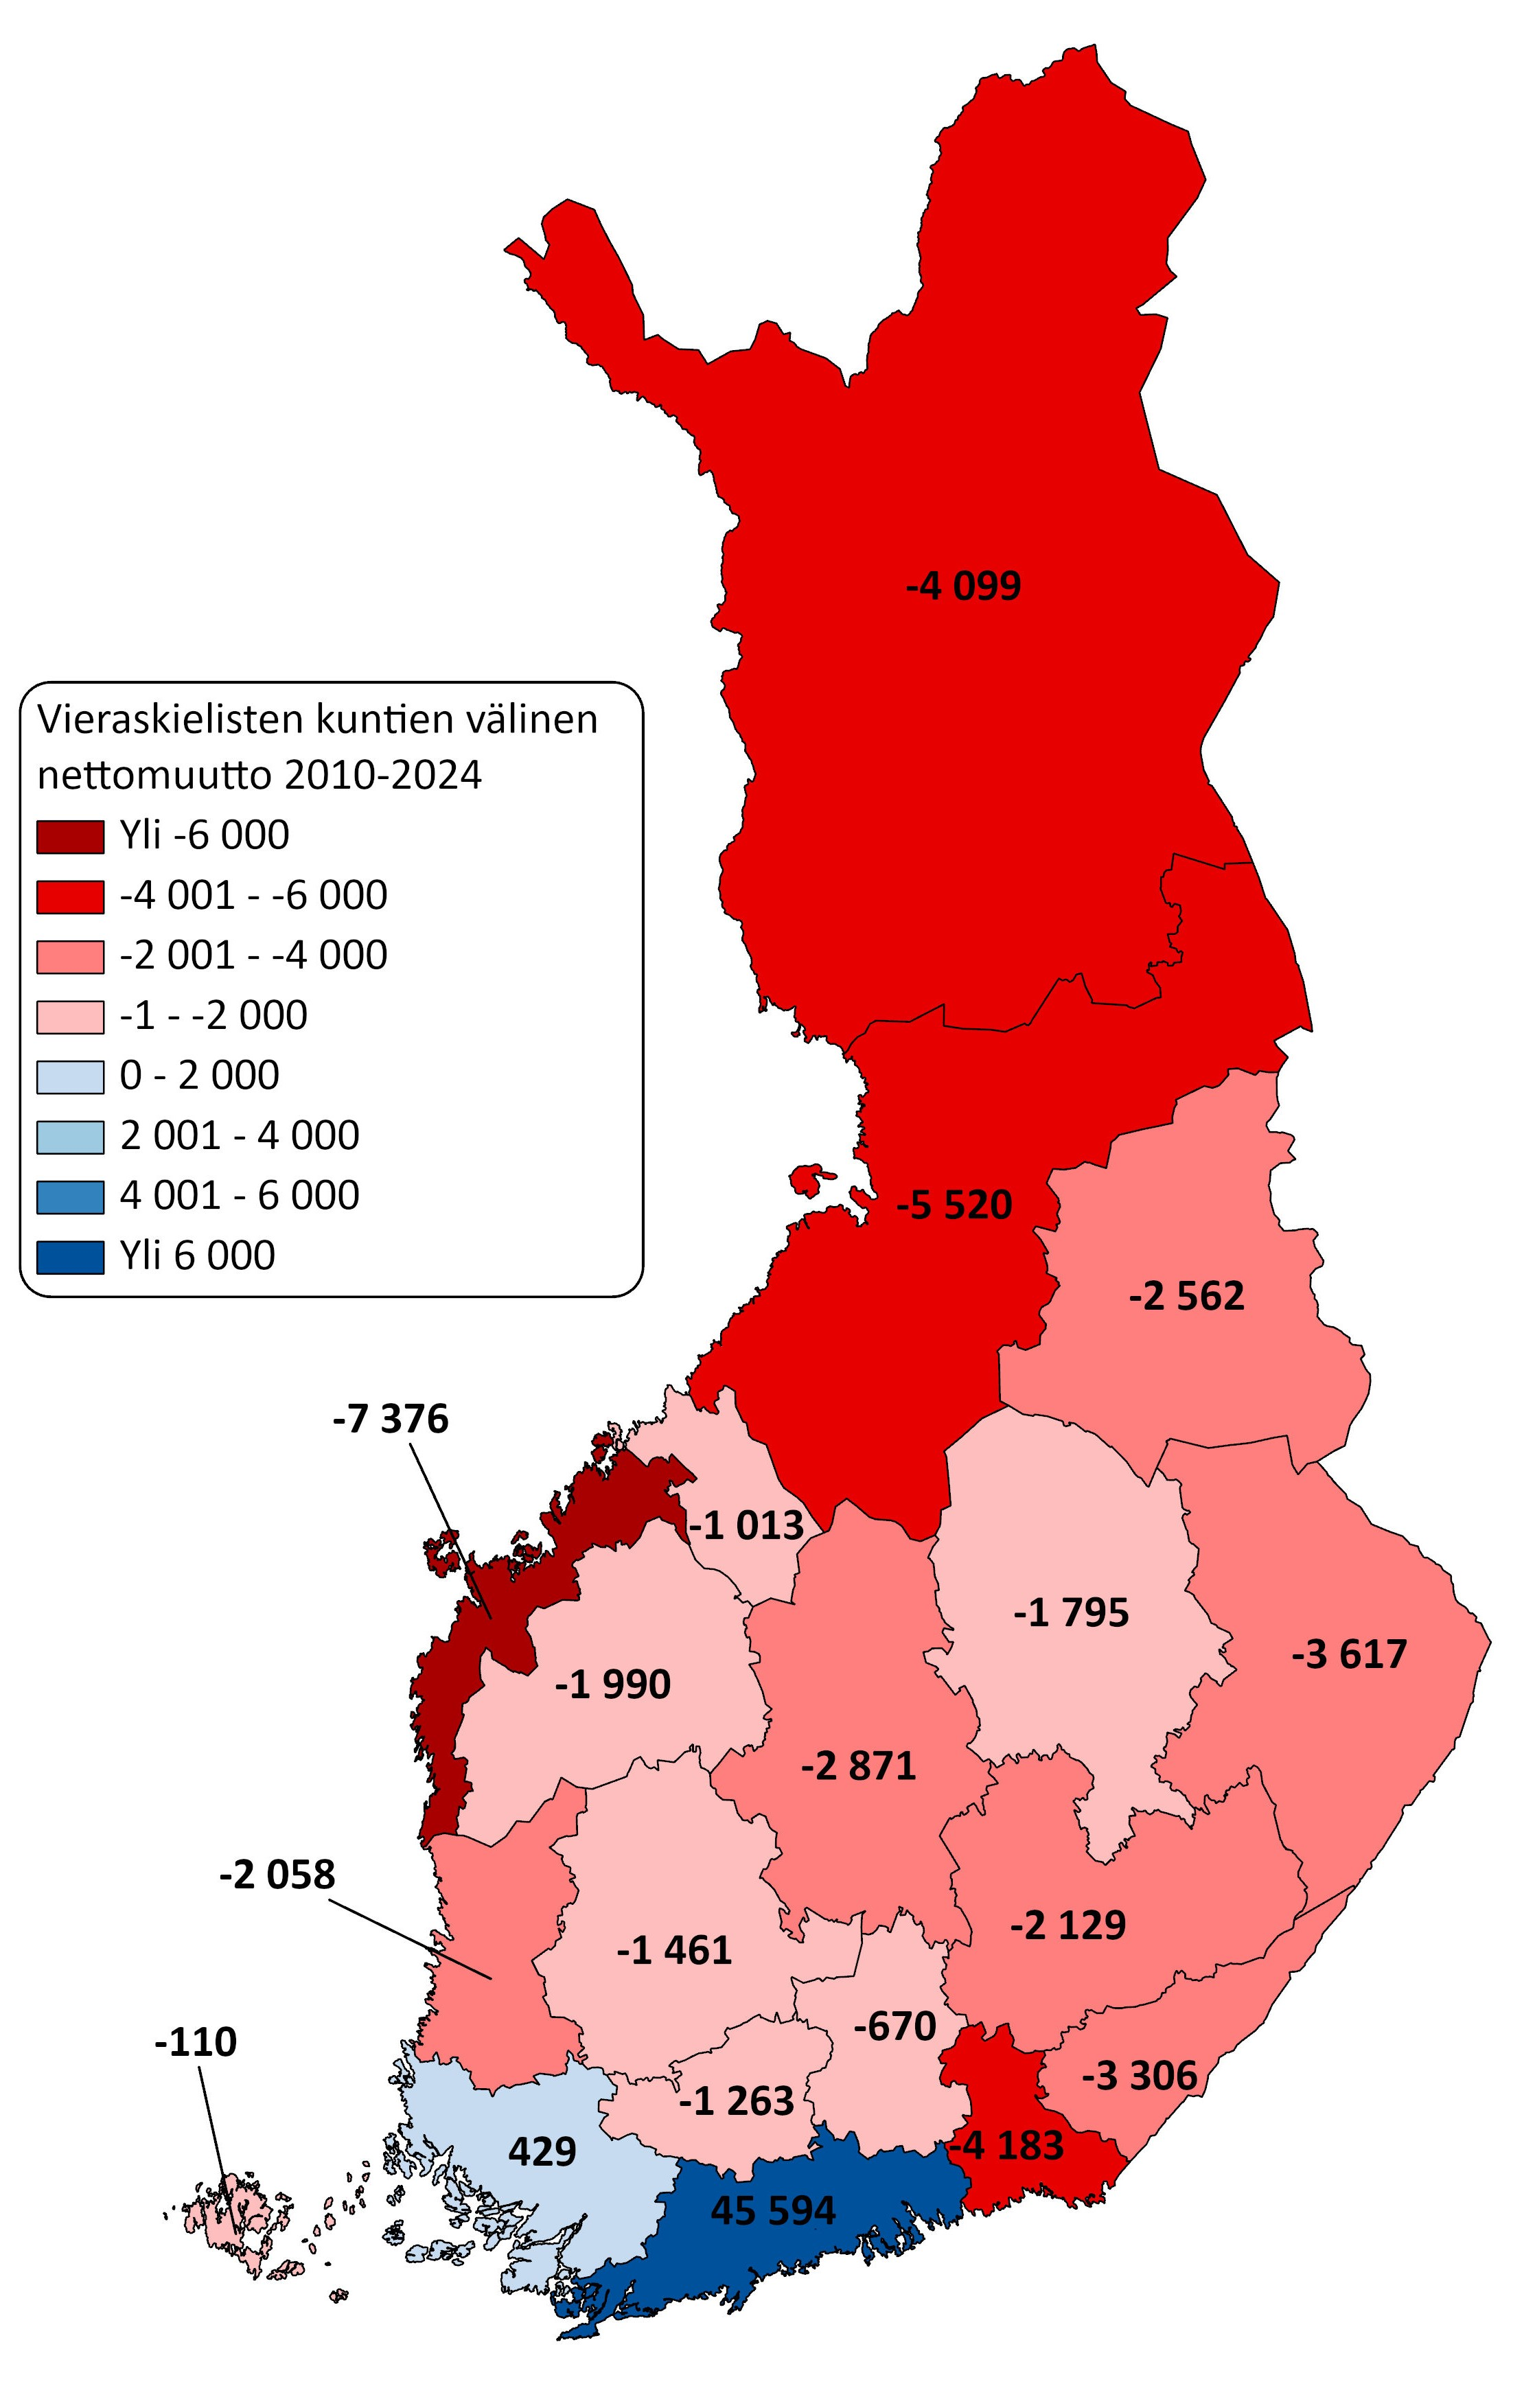 -4 099
Vieraskielisten kuntien välinen
nettomuutto 2010-2024
Yli -6 000
-4 001 - -6 000
-2 001 - -4 000
-1 - -2 000
0 - 2 000
2 001 - 4 000
4 001 - 6 000
Yli 6 000
-5 520
-2 562
-7 376
-1 013
-1 795
-3 617
-1 990
-2 871
-2 058
-2 129
-1 461
-670
-110
-3 306
-1 263
-4 183
429
45 594